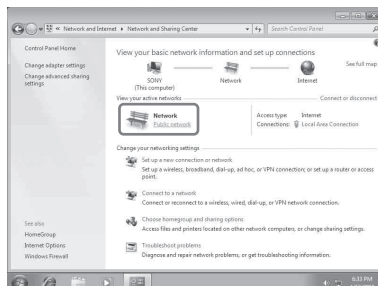 Network and Internet ▸ Network and Sharing Center
Search Control Panel
Control Panel Home
Change adapter settings
Change advanced sharing
settings
View your basic network information and set up connections
See full map
SONY
(This computer)
Network
Internet
View your active networks
Connect or disconnect
Network
Public network
Access type: Internet
Connections: Local Area Connection
Change your networking settings
Set up a new connection or network
Set up a wireless, broadband, dial-up, ad hoc, or VPN connection; or set up a router or access
point.
Connect to a network
Connect or reconnect to a wireless, wired, dial-up, or VPN network connection.
Choose homegroup and sharing options
Access files and printers located on other network computers, or change sharing settings.
Troubleshoot problems
Diagnose and repair network problems, or get troubleshooting information.
See also
HomeGroup
Internet Options
Windows Firewall
6:33 PM